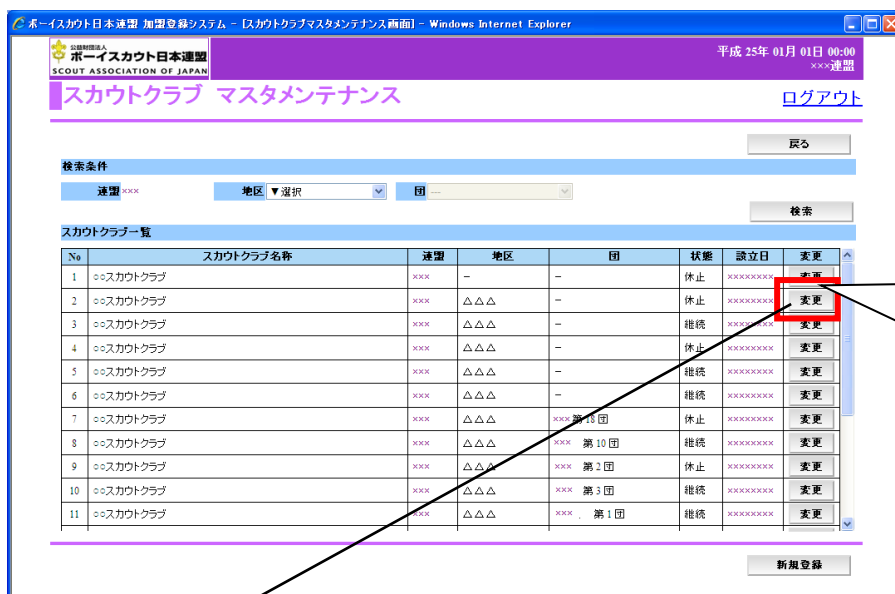 ボーイスカウト日本連盟 加盟登録システム - [スカウトクラブマスタメンテナンス画面] - Windows Internet Explorer
公益財団法人
ボーイスカウト日本連盟
SCOUT ASSOCIATION OF JAPAN
平成 25年 01月 01日 00:00
×××連盟
スカウトクラブ マスタメンテナンス
ログアウト
戻る
検索条件
連盟 ××× 地区 ▼選択 団 ---
検索
スカウトクラブ一覧
No スカウトクラブ名称 連盟 地区 団 状態 設立日 変更
1 ○○スカウトクラブ ××× - - 休止 ×××××××× 変更
2 ○○スカウトクラブ ××× △△△ - 休止 ×××××××× 変更
3 ○○スカウトクラブ ××× △△△ - 継続 ×××××××× 変更
4 ○○スカウトクラブ ××× △△△ - 休止 ×××××××× 変更
5 ○○スカウトクラブ ××× △△△ - 継続 ×××××××× 変更
6 ○○スカウトクラブ ××× △△△ - 継続 ×××××××× 変更
7 ○○スカウトクラブ ××× △△△ ××× 第18団 休止 ×××××××× 変更
8 ○○スカウトクラブ ××× △△△ ××× 第10団 継続 ×××××××× 変更
9 ○○スカウトクラブ ××× △△△ ××× 第2団 休止 ×××××××× 変更
10 ○○スカウトクラブ ××× △△△ ××× 第3団 継続 ×××××××× 変更
11 ○○スカウトクラブ ××× △△△ ××× . 第1団 継続 ×××××××× 変更
新規登録